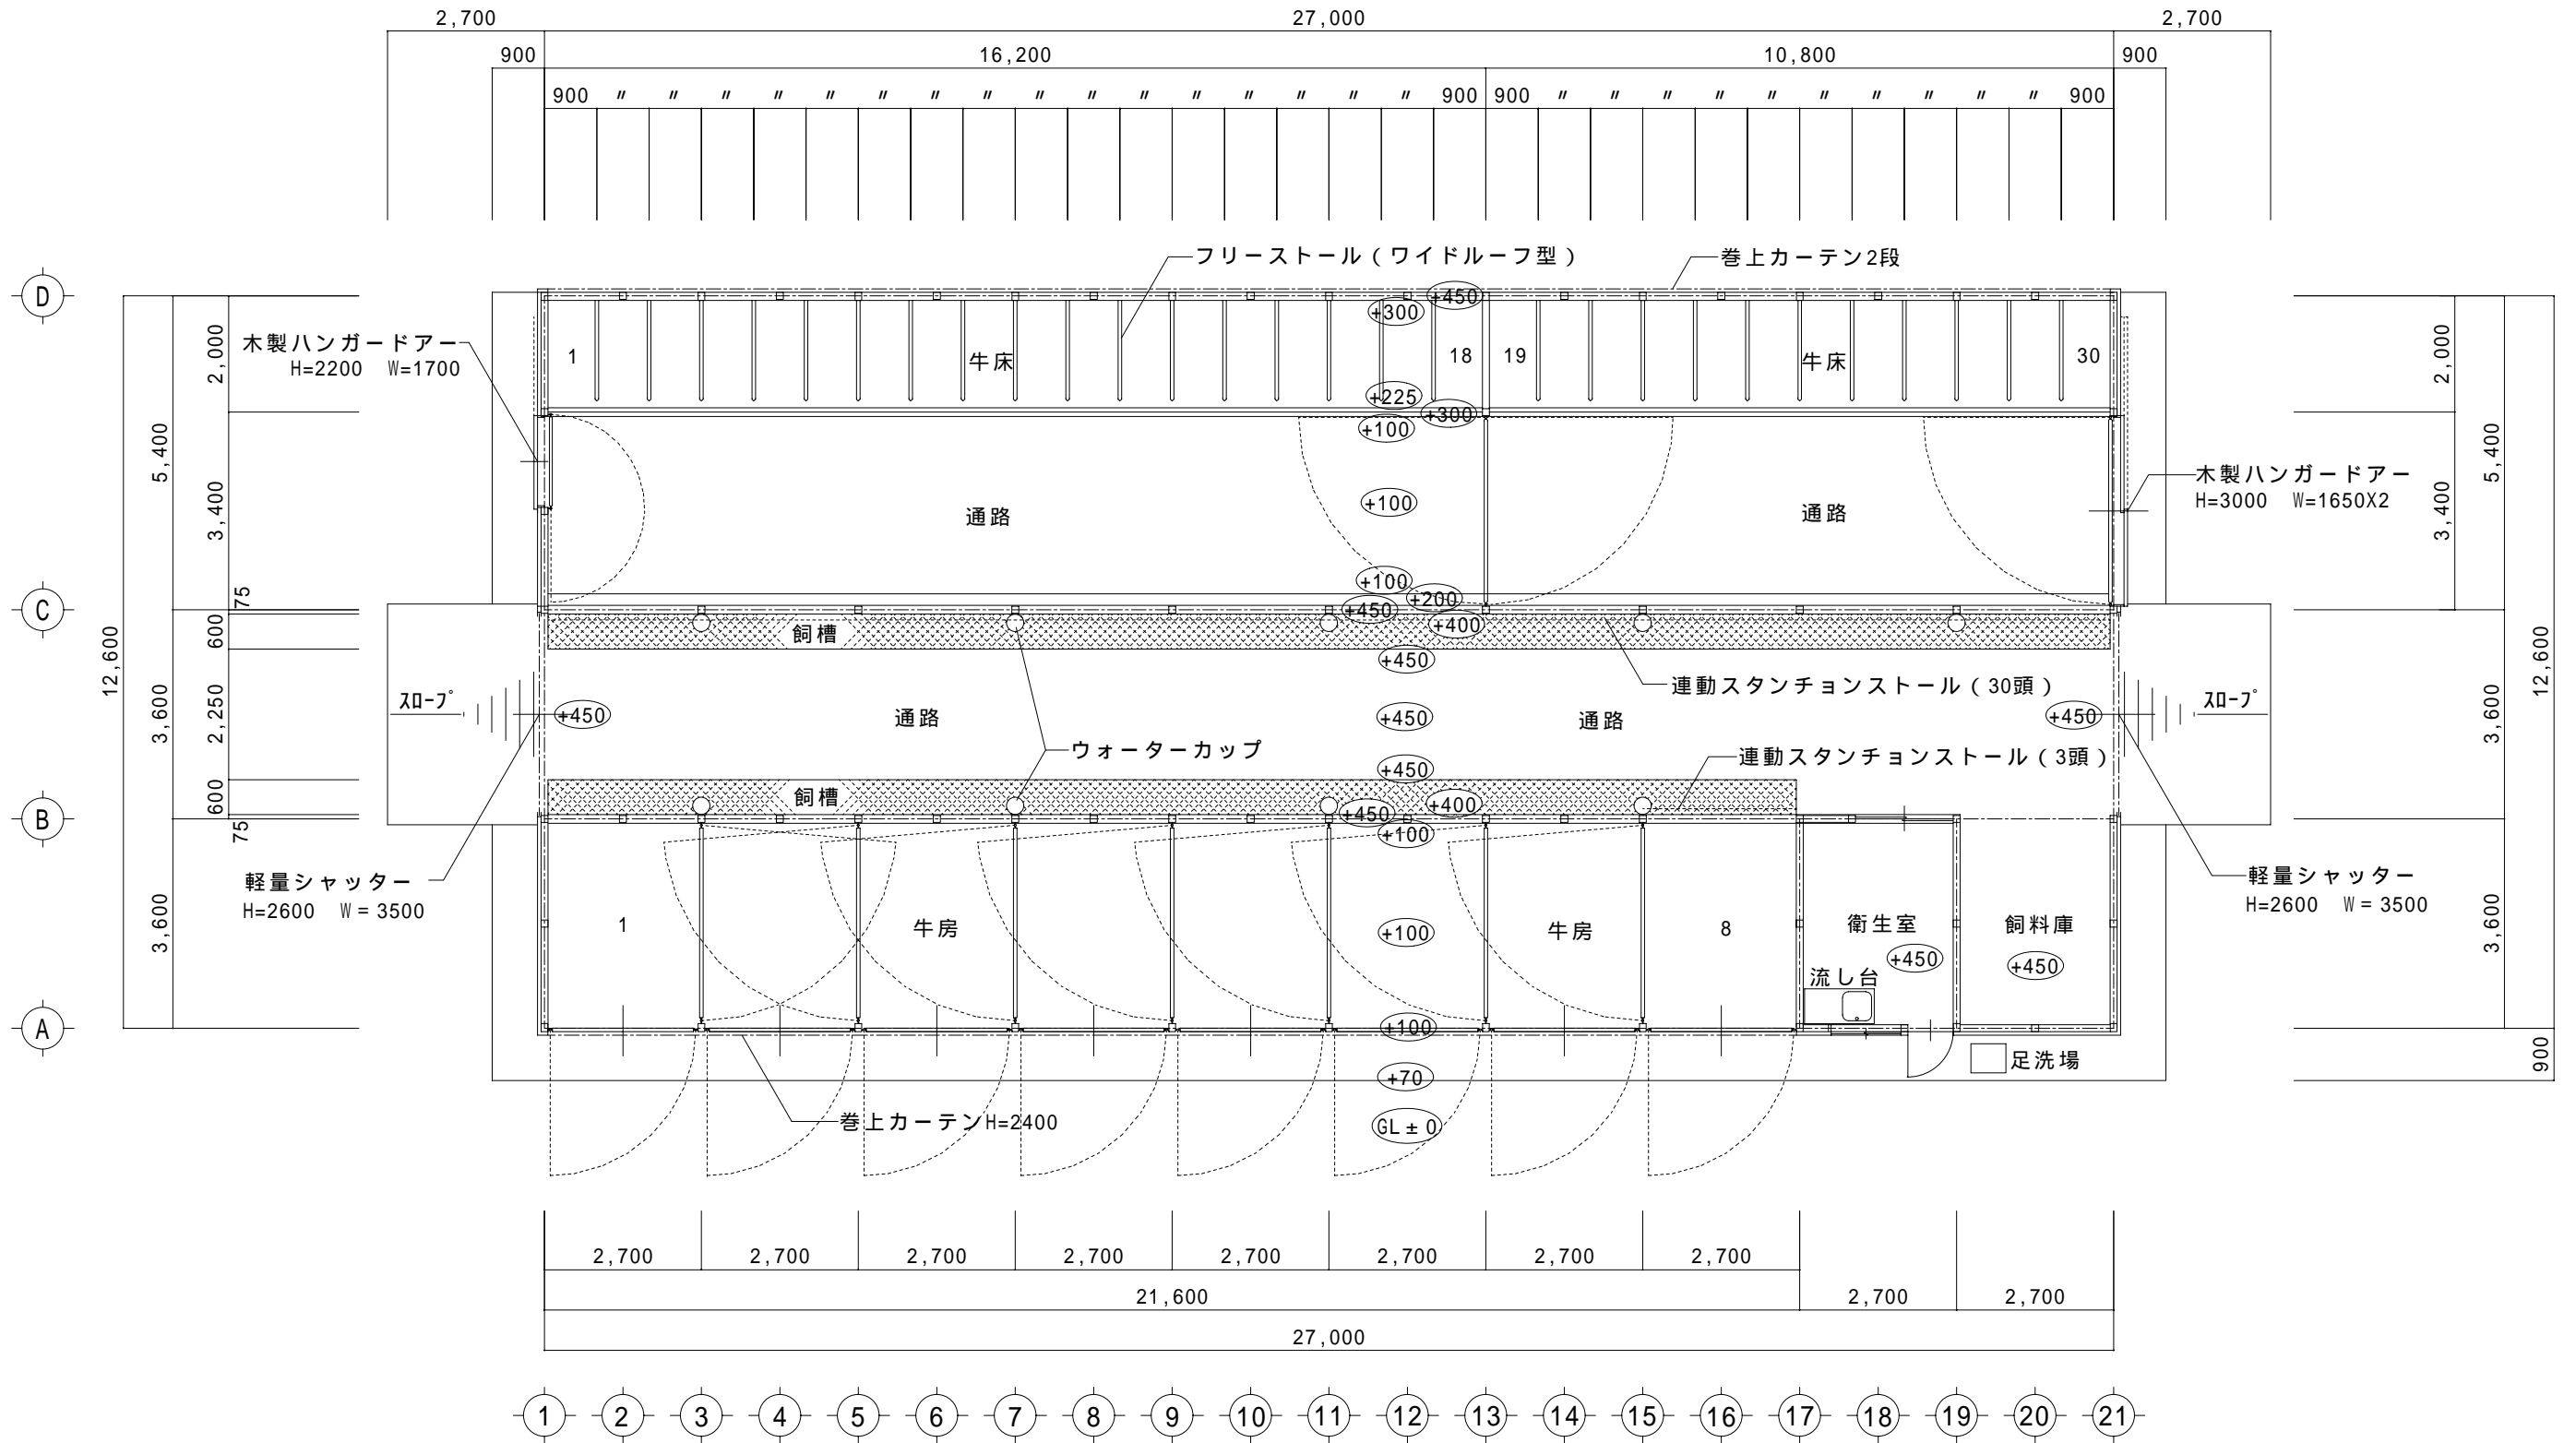 2,700 27,000 2,700
900 16,200 10,800 900
900 〃 〃 〃 〃 〃 〃 〃 〃 〃 〃 〃 〃 〃 〃 〃 〃 900 900 〃 〃 〃 〃 〃 〃 〃 〃 〃 〃 900
フリーストール（ワイドルーフ型）
巻上カーテン2段
D
+450
+300
木製ハンガードアー
H=2200 W=1700
2,000
1 牛床 18 19 牛床 30
2,000
+225
+300
+100
5,400
5,400
木製ハンガードアー
H=3000 W=1650X2
3,400
+100
通路
通路
3,400
+100
75
+200
C
+450
600
飼槽
+400
12,600
+450
12,600
連動スタンチョンストール（30頭）
スロープ
+450
通路
+450
通路
+450
スロープ
3,600
2,250
3,600
ウォーターカップ
連動スタンチョンストール（3頭）
+450
600
飼槽
+450
+400
B
75
+100
軽量シャッター
H=2600 W=3500
軽量シャッター
H=2600 W=3500
3,600
1 牛房
+100
牛房 8
衛生室
+450
飼料庫
+450
3,600
流し台
A
+100
足洗場
900
+70
巻上カーテンH=2400
GL±0
2,700 2,700 2,700 2,700 2,700 2,700 2,700 2,700
21,600 2,700 2,700
27,000
1 2 3 4 5 6 7 8 9 10 11 12 13 14 15 16 17 18 19 20 21